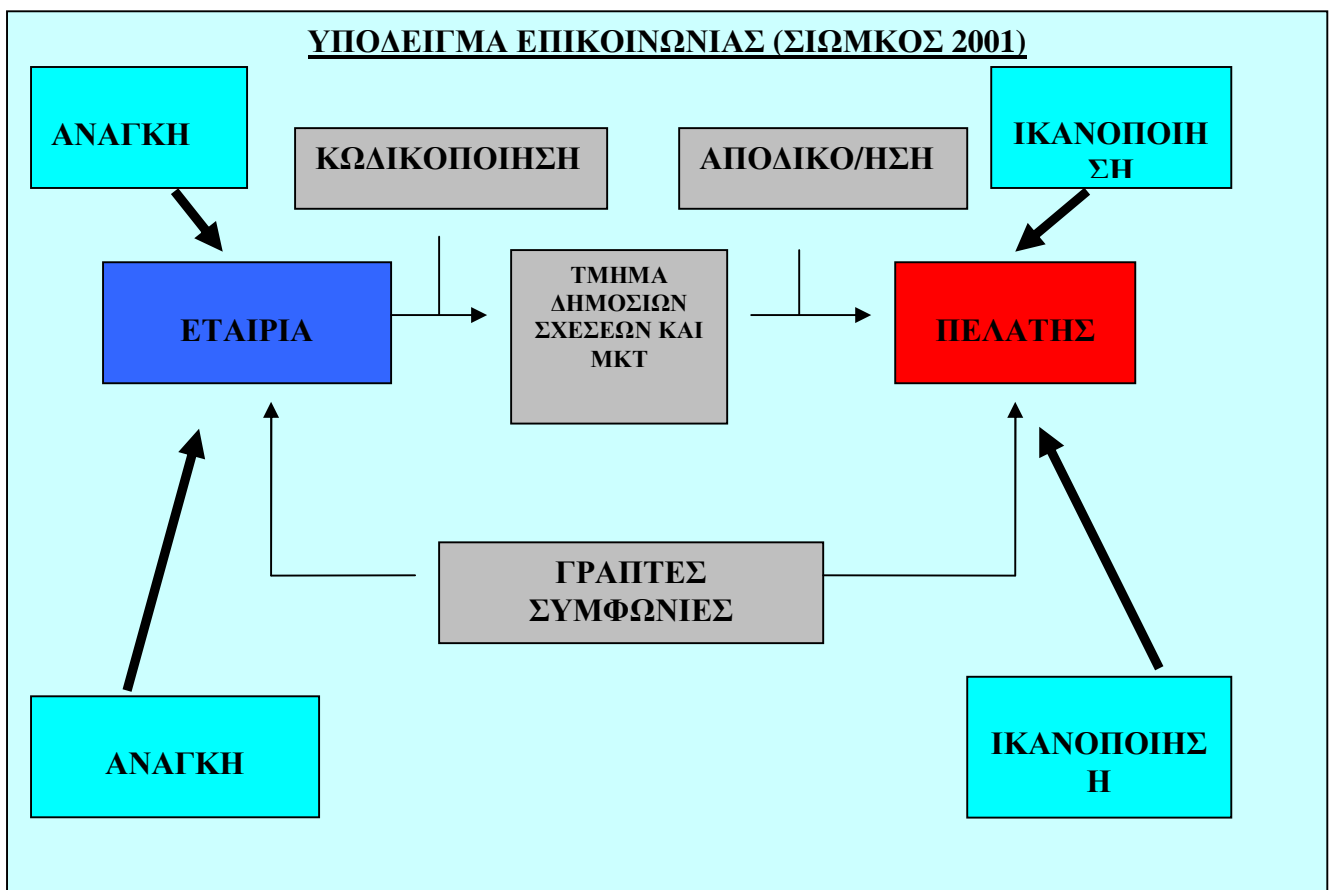 ΥΠΟΔΕΙΓΜΑ ΕΠΙΚΟΙΝΩΝΙΑΣ (ΣΙΩΜΚΟΣ 2001)
ΑΝΑΓΚΗ
ΚΩΔΙΚΟΠΟΙΗΣΗ
ΑΠΟΔΙΚΟ/ΗΣΗ
ΙΚΑΝΟΠΟΙΗ
ΣΗ
ΕΤΑΙΡΙΑ
ΤΜΗΜΑ
ΔΗΜΟΣΙΩΝ
ΣΧΕΣΕΩΝ ΚΑΙ
ΜΚΤ
ΠΕΛΑΤΗΣ
ΓΡΑΠΤΕΣ
ΣΥΜΦΩΝΙΕΣ
ΑΝΑΓΚΗ
ΙΚΑΝΟΠΟΙΗΣ
Η